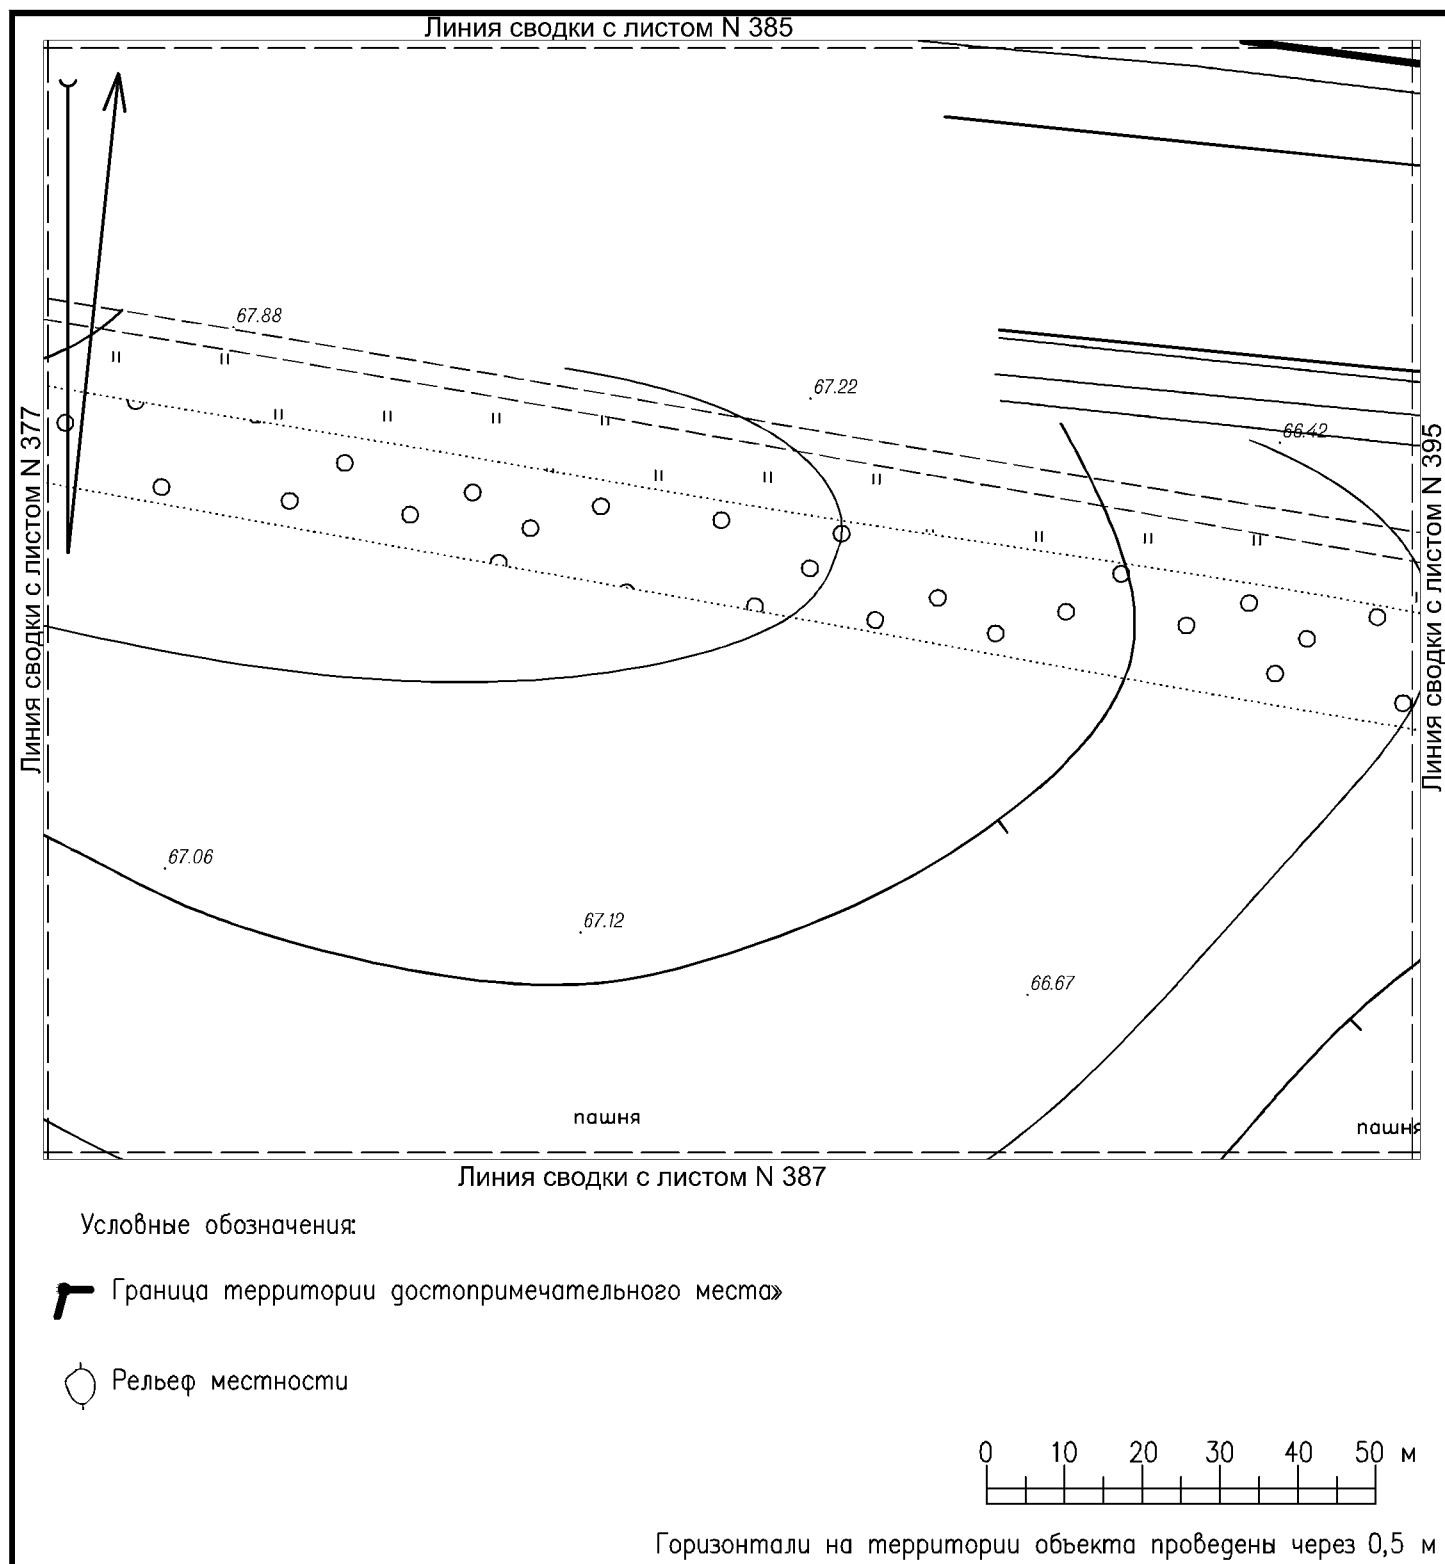 Линия сводки с листом N 385
67.88
67.22
66.42
Линия сводки с листом N 377
Линия сводки с листом N 395
67.06
67.12
66.67
пашня
пашня
Линия сводки с листом N 387
Условные обозначения:
Граница территории достопримечательного места»
Рельеф местности
0 10 20 30 40 50 м
Горизонтали на территории объекта проведены через 0,5 м